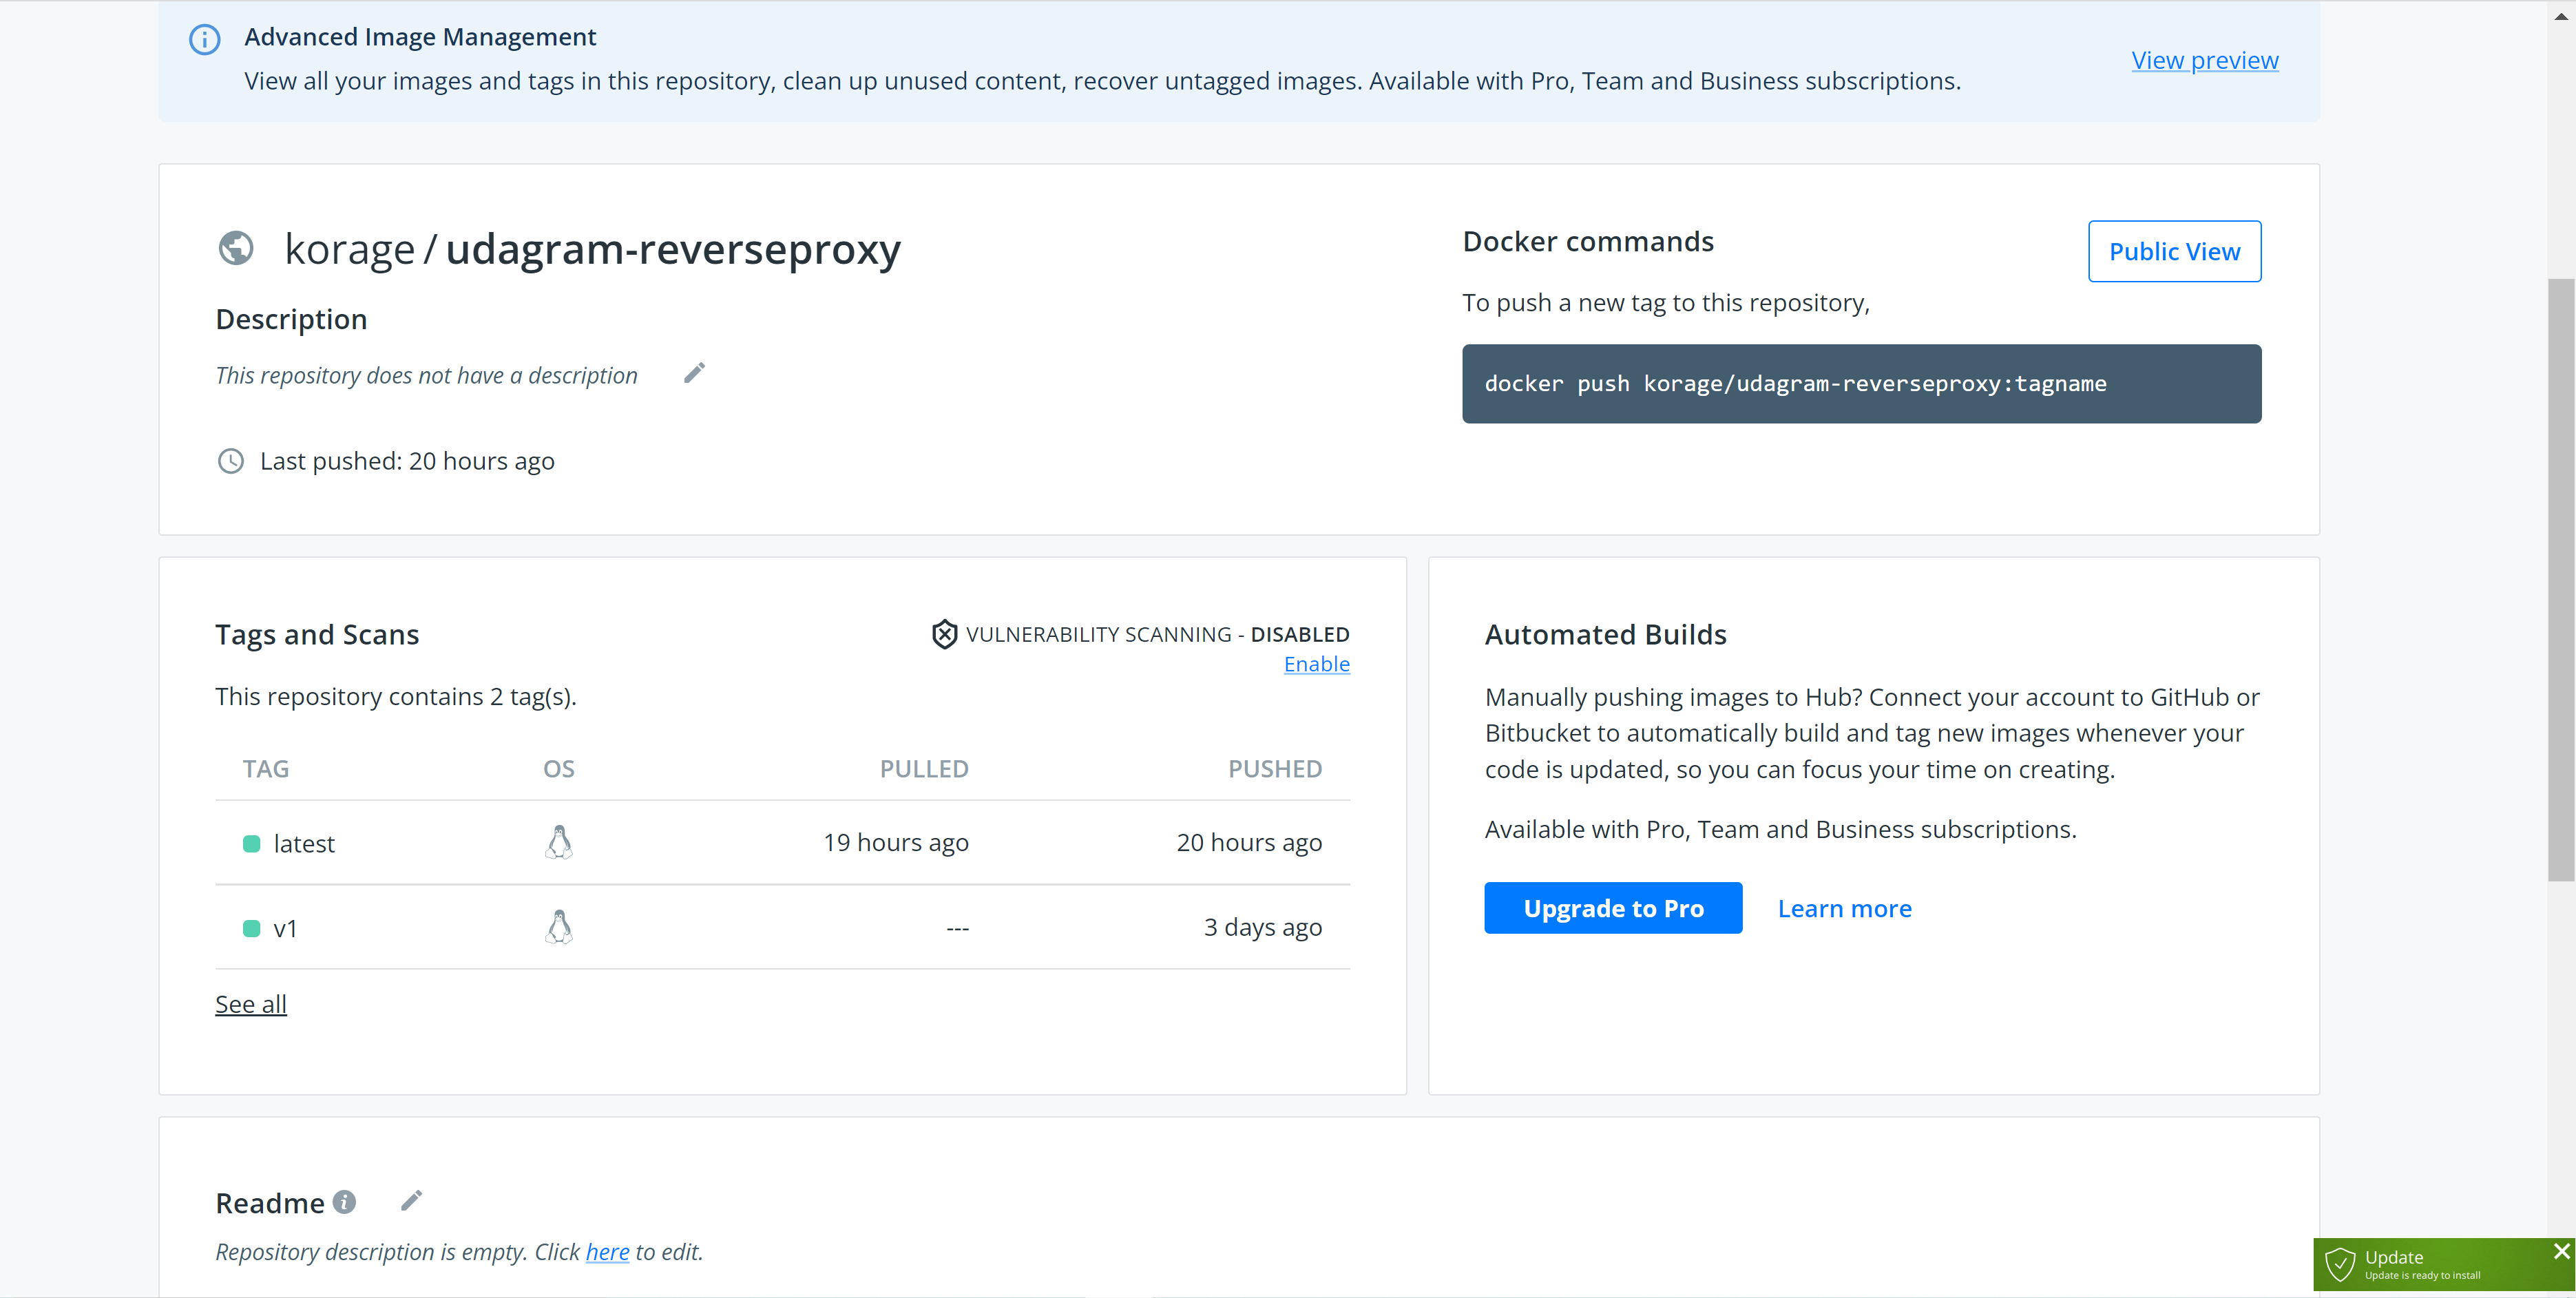 Advanced Image Management
View all your images and tags in this repository, clean up unused content, recover untagged images. Available with Pro, Team and Business subscriptions.
View preview
korage / udagram-reverseproxy
Description
This repository does not have a description
Last pushed: 20 hours ago
Docker commands
Public View
To push a new tag to this repository,
docker push korage/udagram-reverseproxy:tagname
Tags and Scans
VULNERABILITY SCANNING - DISABLED
Enable
This repository contains 2 tag(s).
TAG OS PULLED PUSHED
latest 19 hours ago 20 hours ago
v1 --- 3 days ago
See all
Automated Builds
Manually pushing images to Hub? Connect your account to GitHub or
Bitbucket to automatically build and tag new images whenever your
code is updated, so you can focus your time on creating.
Available with Pro, Team and Business subscriptions.
Upgrade to Pro Learn more
Readme
Repository description is empty. Click here to edit.
Update
Update is ready to install